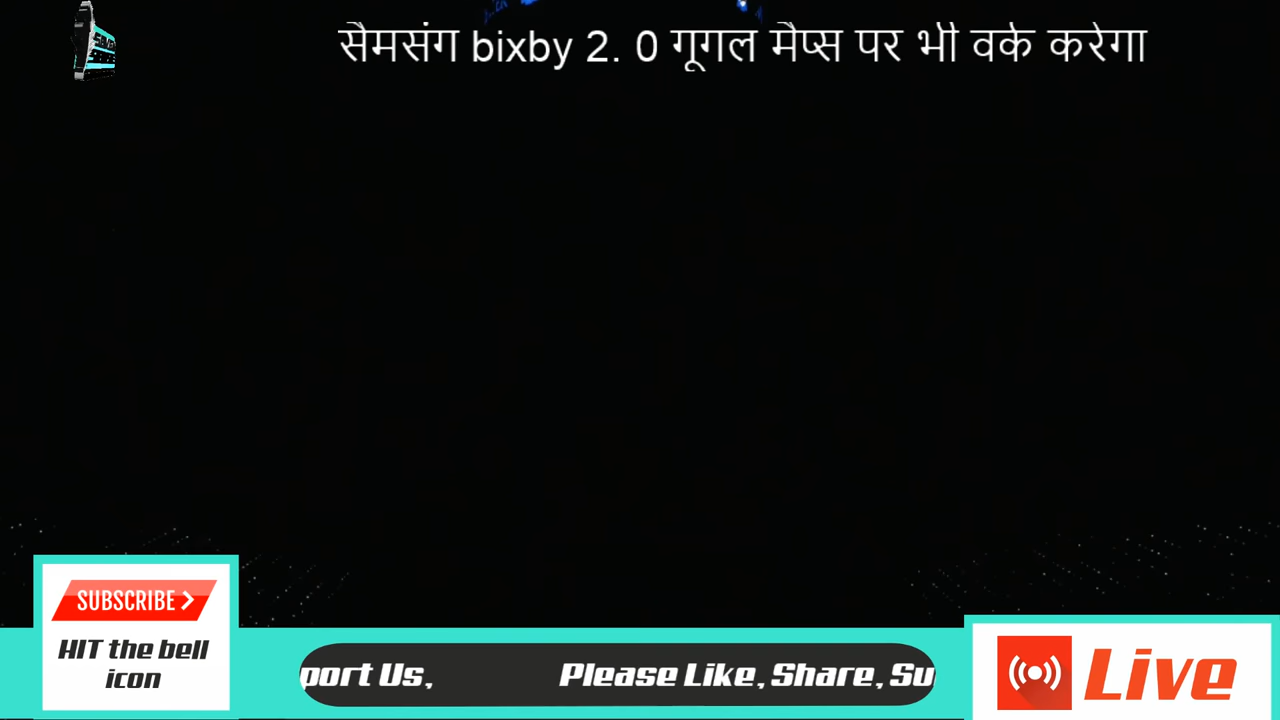 सैमसंग bixby 2. 0 गूगल मैप्स पर भी वर्क करेगा
SUBSCRIBE
HIT the bell
icon
port Us,
Please Like, Share, Su
Live